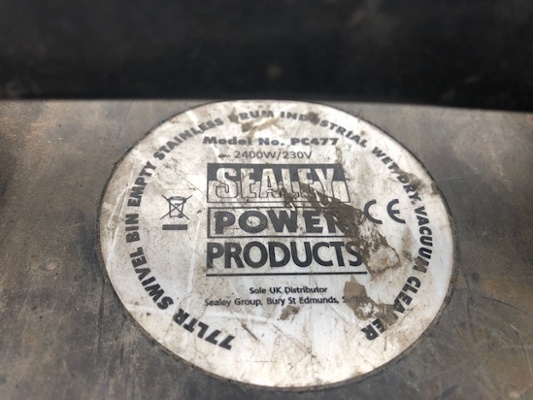 77LTR SWIVEL BIN EMPTY STAINLESS DRUM INDUSTRIAL WET/DRY, VACUUM CLEANER
Model No. PC477
2400W/230V
SEALEY
POWER
PRODUCTS
CE
Sole UK Distributor
Sealey Group, Bury St Edmunds,